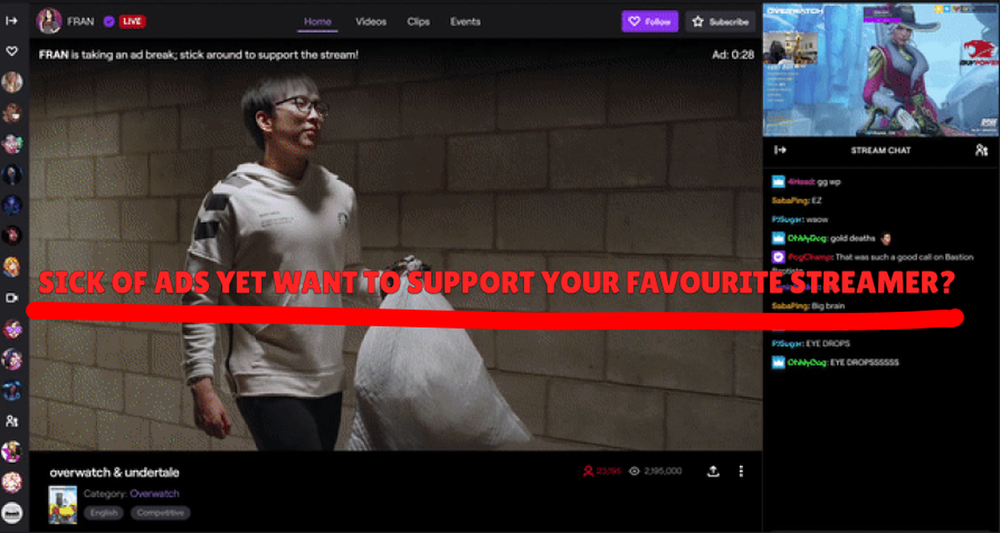 FRAN LIVE
Home Videos Clips Events
Follow Subscribe
FRAN is taking an ad break; stick around to support the stream!
Ad: 0:28
OVERWATCH
STREAM CHAT
4Head: gg wp
SabaPing: EZ
PJSugar: waow
OhMyDog: gold deaths
PogChamp: That was such a good call on Bastion
SICK OF ADS YET WANT TO SUPPORT YOUR FAVOURITE STREAMER?
SabaPing: Big brain
PJSugar: EYE DROPS
OhMyDog: EYE DROPSSSSSS
overwatch & undertale
23,195 2,195,000
Category: Overwatch
English Competitive